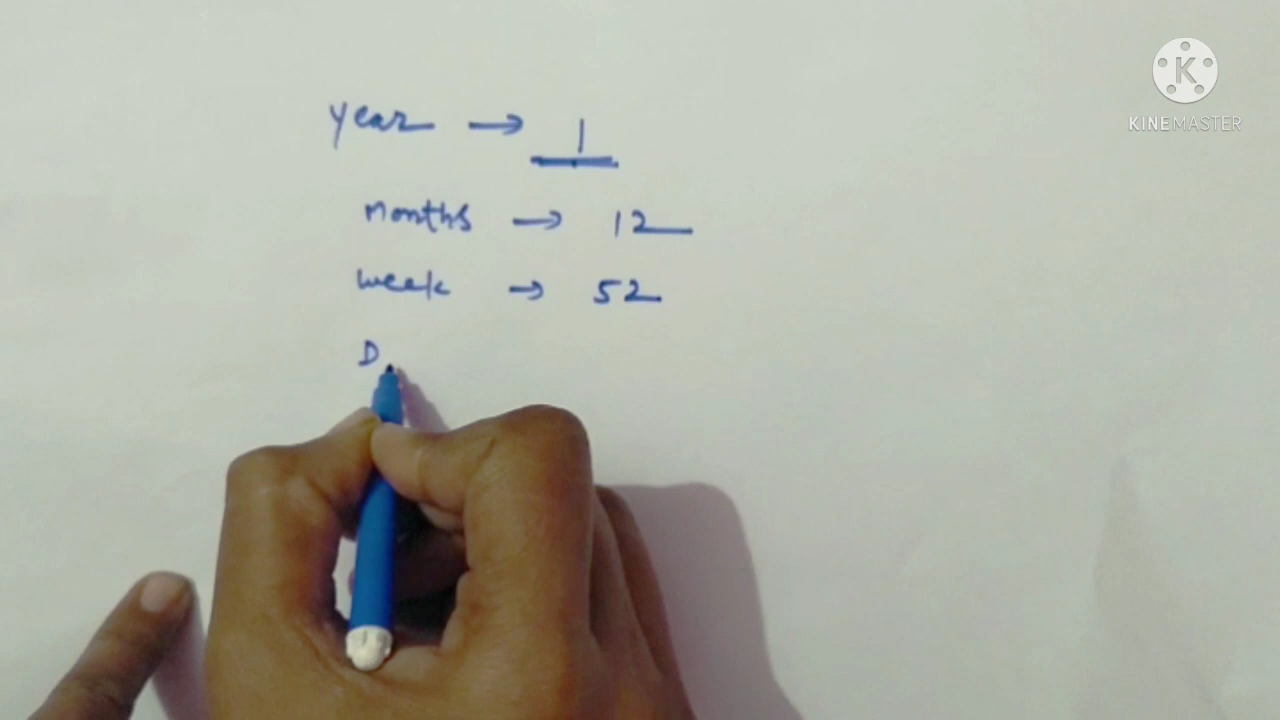 year → 1
months → 12
week → 52
D
K
KINEMASTER